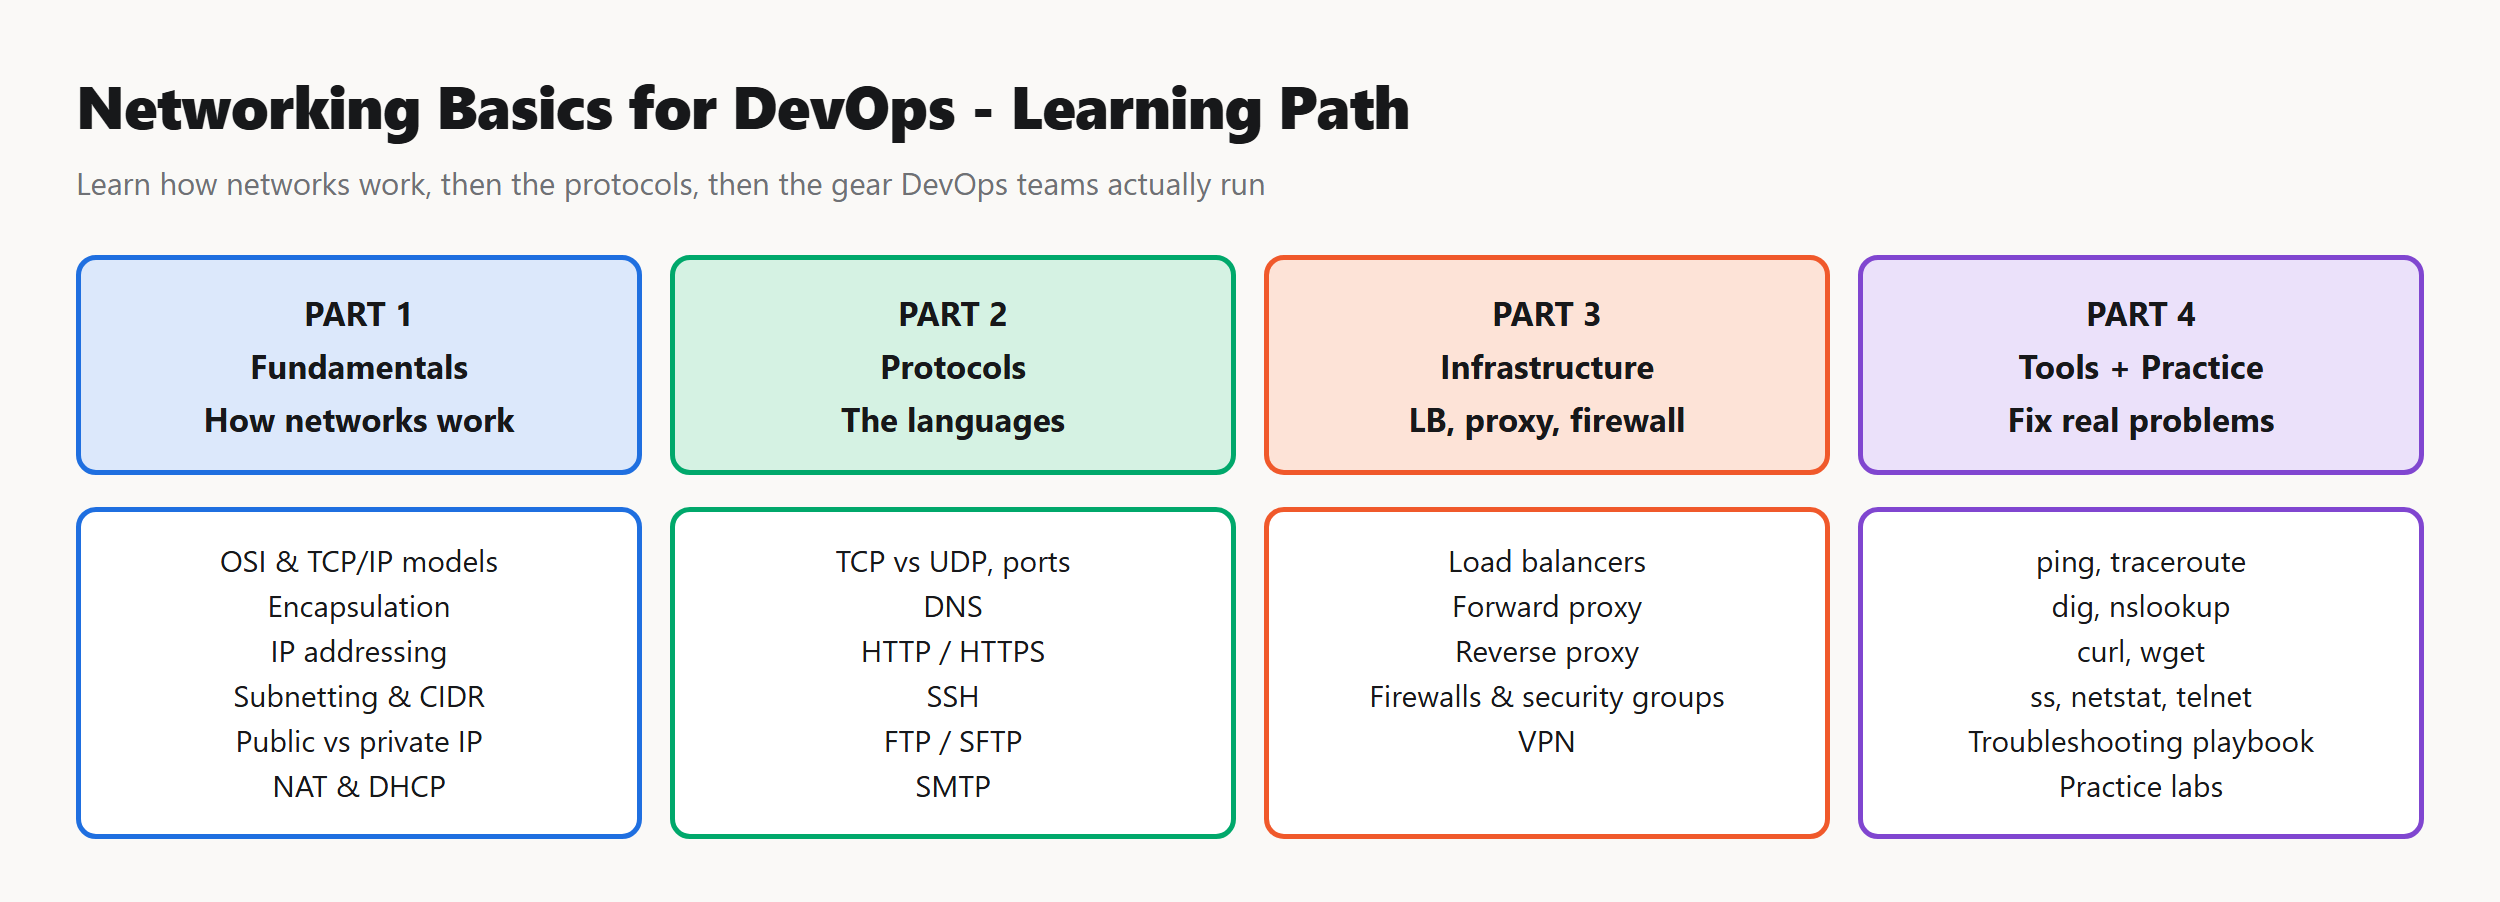 Networking Basics for DevOps - Learning Path
Learn how networks work, then the protocols, then the gear DevOps teams actually run
PART 1
Fundamentals
How networks work
OSI & TCP/IP models
Encapsulation
IP addressing
Subnetting & CIDR
Public vs private IP
NAT & DHCP
PART 2
Protocols
The languages
TCP vs UDP, ports
DNS
HTTP / HTTPS
SSH
FTP / SFTP
SMTP
PART 3
Infrastructure
LB, proxy, firewall
Load balancers
Forward proxy
Reverse proxy
Firewalls & security groups
VPN
PART 4
Tools + Practice
Fix real problems
ping, traceroute
dig, nslookup
curl, wget
ss, netstat, telnet
Troubleshooting playbook
Practice labs